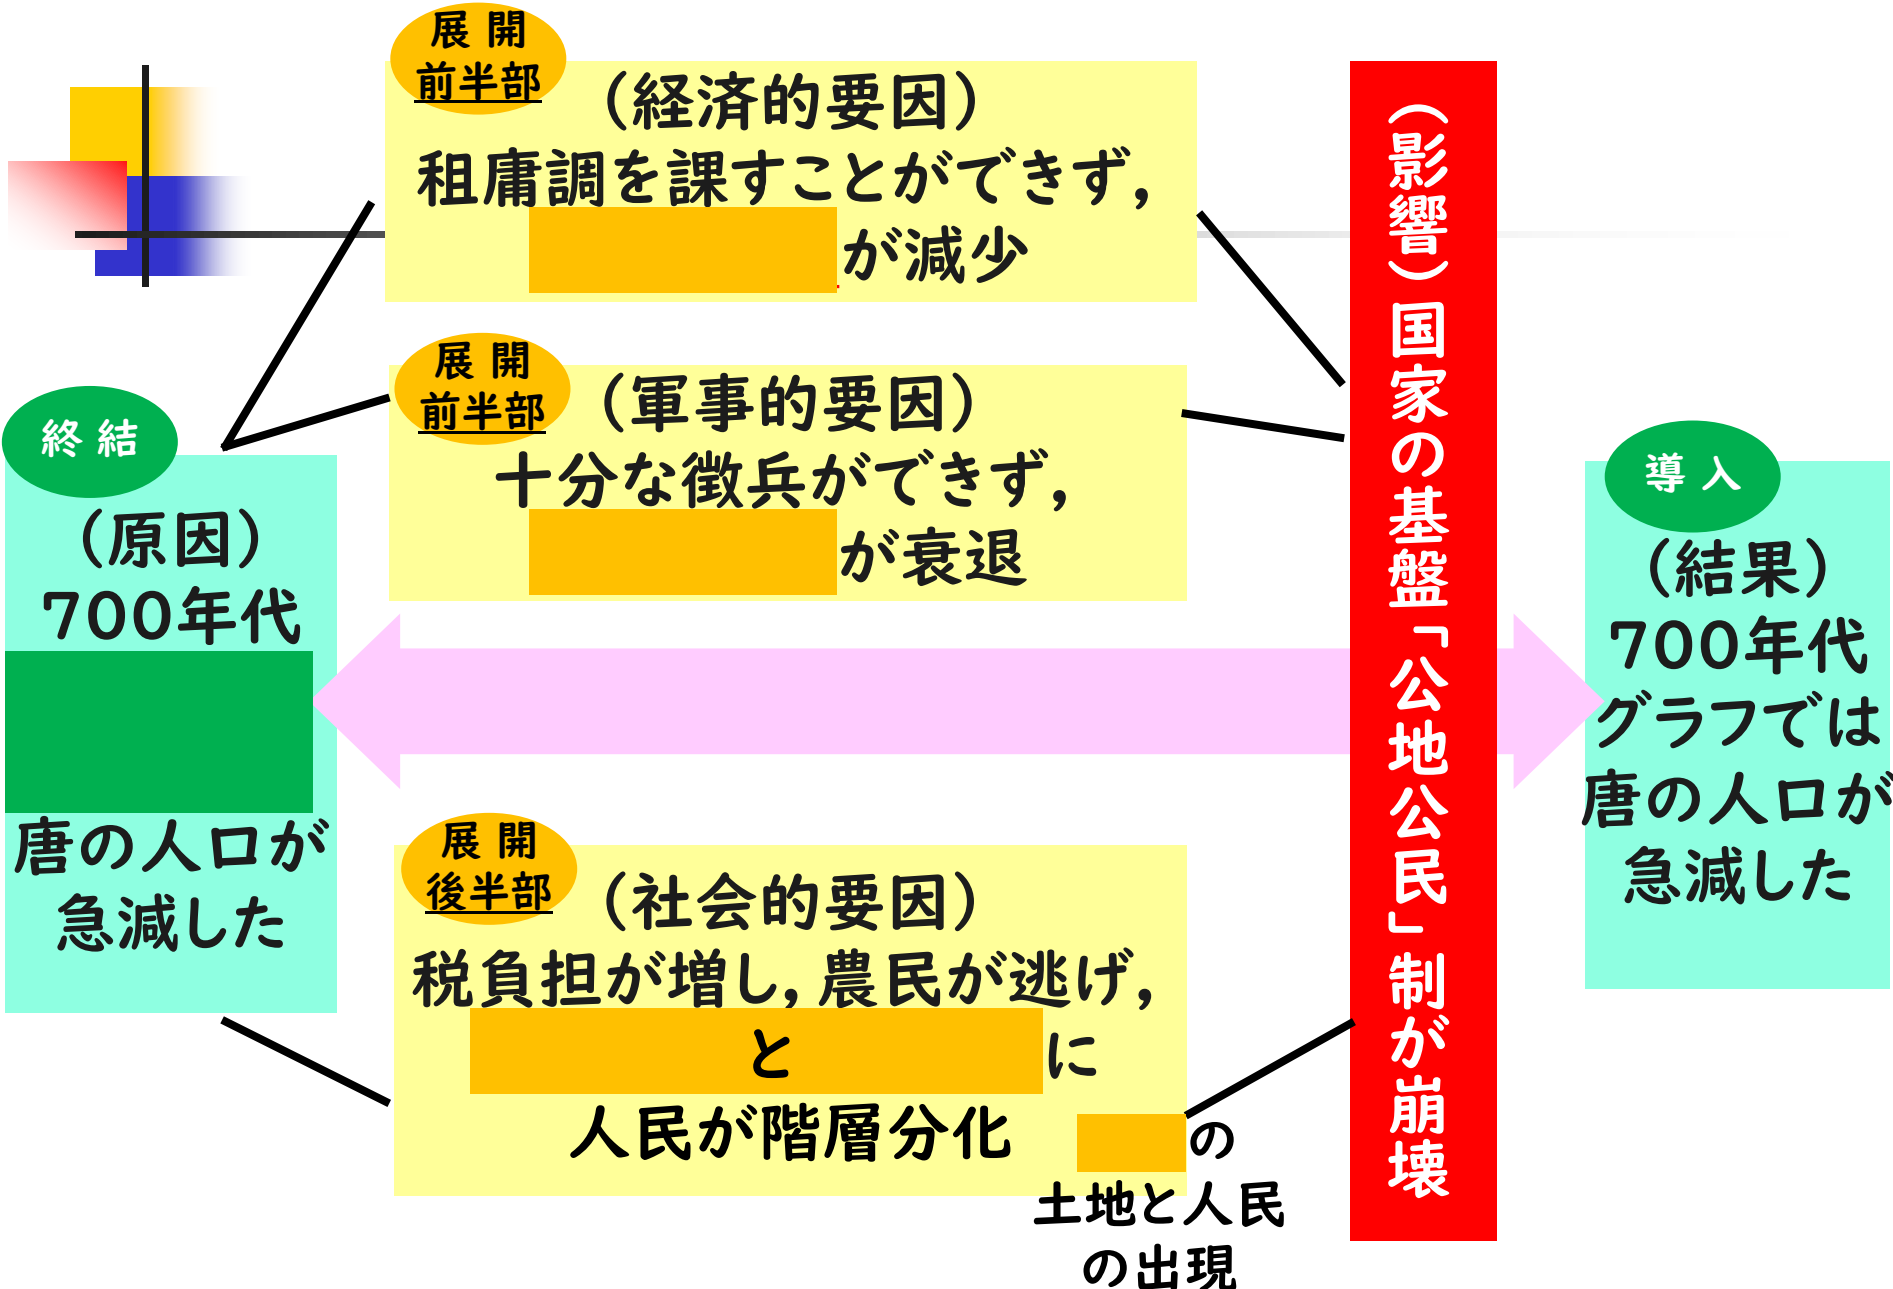 展 開
前半部
（経済的要因）
租庸調を課すことができず，
が減少
展 開
前半部
（軍事的要因）
十分な徴兵ができず，
が衰退
終 結
（原因）
７００年代
唐の人口が
急減した
展 開
後半部
（社会的要因）
税負担が増し，農民が逃げ，
と　に
人民が階層分化
の
土地と人民
の出現
（影響）国家の基盤「公地公民」制が崩壊
導 入
（結果）
７００年代
グラフでは
唐の人口が
急減した